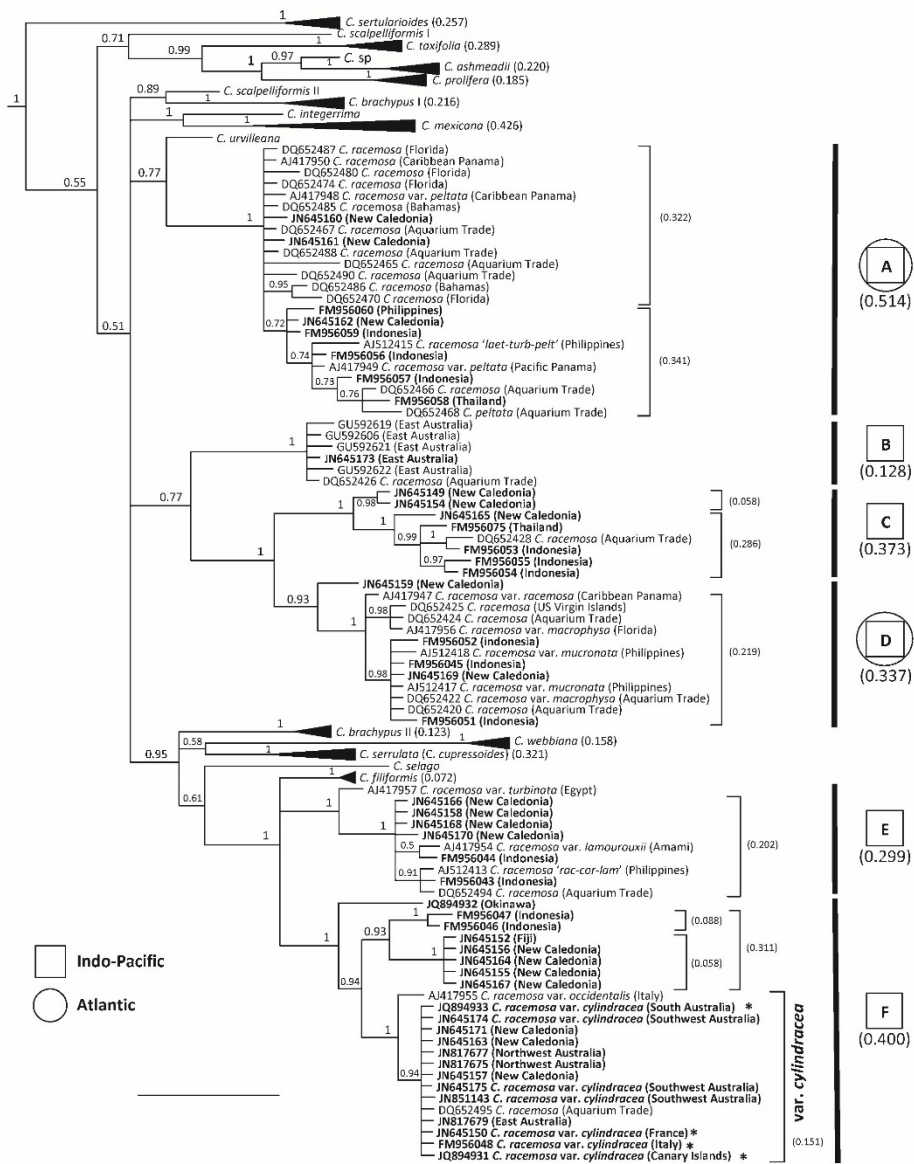 1
C. sertularioides (0.257)
C. scalpelliformis I
0.71
1
C. taxifolia (0.289)
0.99
0.97
C. sp
1
1
C. ashmeadii (0.220)
1
C. prolifera (0.185)
1
C. scalpelliformis II
0.89
1
C. brachypus I (0.216)
1
C. integerrima
1
C. mexicana (0.426)
C. urvilleana
0.55
0.77
DQ652487 C. racemosa (Florida)
AJ417950 C. racemosa (Caribbean Panama)
DQ652480 C. racemosa (Florida)
DQ652474 C. racemosa (Florida)
AJ417948 C. racemosa var. peltata (Caribbean Panama)
DQ652485 C. racemosa (Bahamas)
1
JN645160 (New Caledonia)
DQ652467 C. racemosa (Aquarium Trade)
JN645161 (New Caledonia)
DQ652488 C. racemosa (Aquarium Trade)
DQ652465 C. racemosa (Aquarium Trade)
DQ652490 C. racemosa (Aquarium Trade)
0.95
DQ652486 C. racemosa (Bahamas)
DQ652470 C. racemosa (Florida)
(0.322)
0.51
0.72
FM956060 (Philippines)
JN645162 (New Caledonia)
FM956059 (Indonesia)
AJ512415 C. racemosa 'laet-turb-pelt' (Philippines)
0.74
FM956056 (Indonesia)
AJ417949 C. racemosa var. peltata (Pacific Panama)
0.73
FM956057 (Indonesia)
0.76
DQ652466 C. racemosa (Aquarium Trade)
FM956058 (Thailand)
DQ652468 C. peltata (Aquarium Trade)
(0.341)
A
(0.514)
GU592619 (East Australia)
GU592606 (East Australia)
1
GU592621 (East Australia)
JN645173 (East Australia)
GU592622 (East Australia)
DQ652426 C. racemosa (Aquarium Trade)
B
(0.128)
0.77
1
0.98
JN645149 (New Caledonia)
JN645154 (New Caledonia)
(0.058)
1
JN645165 (New Caledonia)
0.99
FM956075 (Thailand)
1
DQ652428 C. racemosa (Aquarium Trade)
FM956053 (Indonesia)
0.97
FM956055 (Indonesia)
FM956054 (Indonesia)
(0.286)
C
(0.373)
1
0.93
JN645159 (New Caledonia)
AJ417947 C. racemosa var. racemosa (Caribbean Panama)
0.98
DQ652425 C. racemosa (US Virgin Islands)
DQ652424 C. racemosa (Aquarium Trade)
1
AJ417956 C. racemosa var. macrophysa (Florida)
FM956052 (indonesia)
AJ512418 C. racemosa var. mucronata (Philippines)
FM956045 (indonesia)
0.98
JN645169 (New Caledonia)
AJ512417 C. racemosa var. mucronata (Philippines)
DQ652422 C. racemosa var. macrophysa (Aquarium Trade)
DQ652420 C. racemosa (Aquarium Trade)
FM956051 (Indonesia)
(0.219)
D
(0.337)
1
C. brachypus II (0.123)
0.95
0.58
1
C. webbiana (0.158)
1
C. serrulata (C. cupressoides) (0.321)
0.61
C. selago
1
C. filiformis (0.072)
1
1
AJ417957 C. racemosa var. turbinata (Egypt)
JN645166 (New Caledonia)
JN645158 (New Caledonia)
1
JN645168 (New Caledonia)
JN645170 (New Caledonia)
0.5
AJ417954 C. racemosa var. lamourouxii (Amami)
FM956044 (Indonesia)
0.91
AJ512413 C. racemosa 'rac-cor-lam' (Philippines)
FM956043 (Indonesia)
DQ652494 C. racemosa (Aquarium Trade)
(0.202)
E
(0.299)
JQ894932 (Okinawa)
1
FM956047 (Indonesia)
FM956046 (Indonesia)
(0.088)
0.93
JN645152 (Fiji)
JN645156 (New Caledonia)
1
JN645164 (New Caledonia)
JN645155 (New Caledonia)
JN645167 (New Caledonia)
(0.058)
(0.311)
0.94
AJ417955 C. racemosa var. occidentalis (Italy)
JQ894933 C. racemosa var. cylindracea (South Australia) *
JN645174 C. racemosa var. cylindracea (Southwest Australia)
1
JN645171 (New Caledonia)
JN645163 (New Caledonia)
JN817677 (Northwest Australia)
JN817675 (Northwest Australia)
0.94
JN645157 (New Caledonia)
JN645175 C. racemosa var. cylindracea (Southwest Australia)
JN851143 C. racemosa var. cylindracea (Southwest Australia)
DQ652495 C. racemosa (Aquarium Trade)
JN817679 (East Australia)
JN645150 C. racemosa var. cylindracea (France) *
FM956048 C. racemosa var. cylindracea (Italy) *
JQ894931 C. racemosa var. cylindracea (Canary Islands) *
var. cylindracea
(0.151)
F
(0.400)
Indo-Pacific
Atlantic